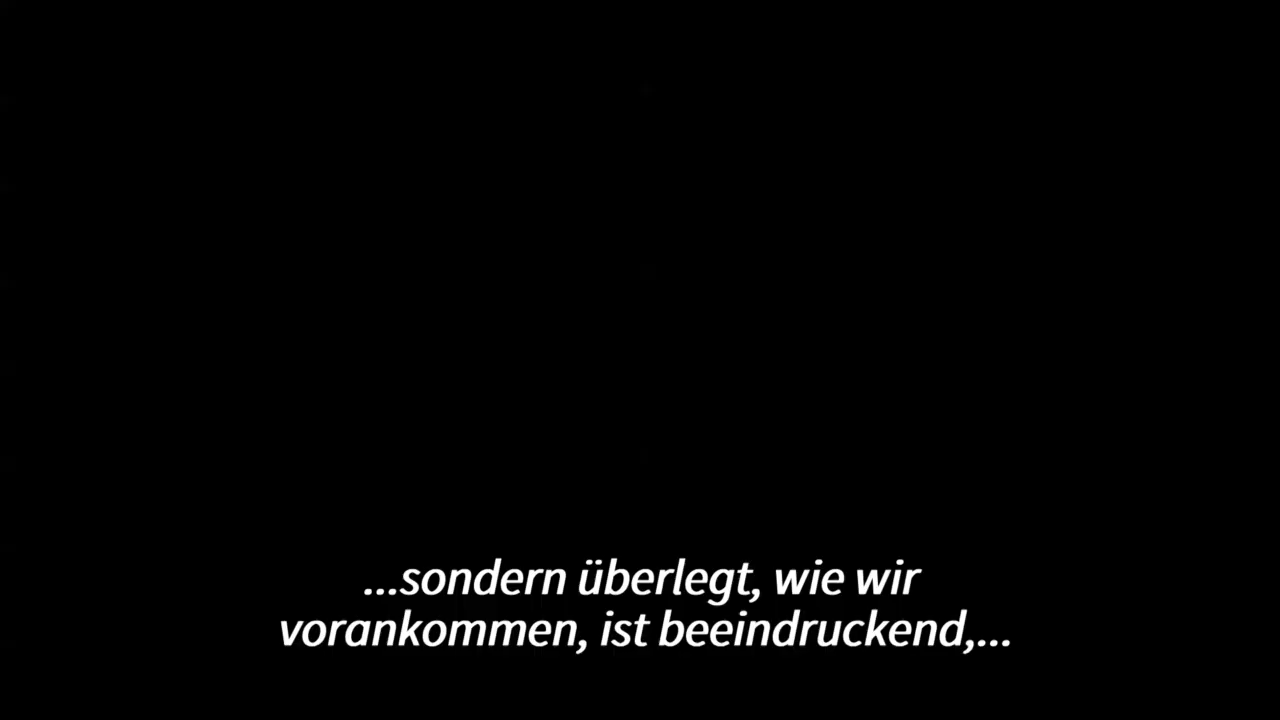 ...sondern überlegt, wie wir
vorankommen, ist beeindruckend,...